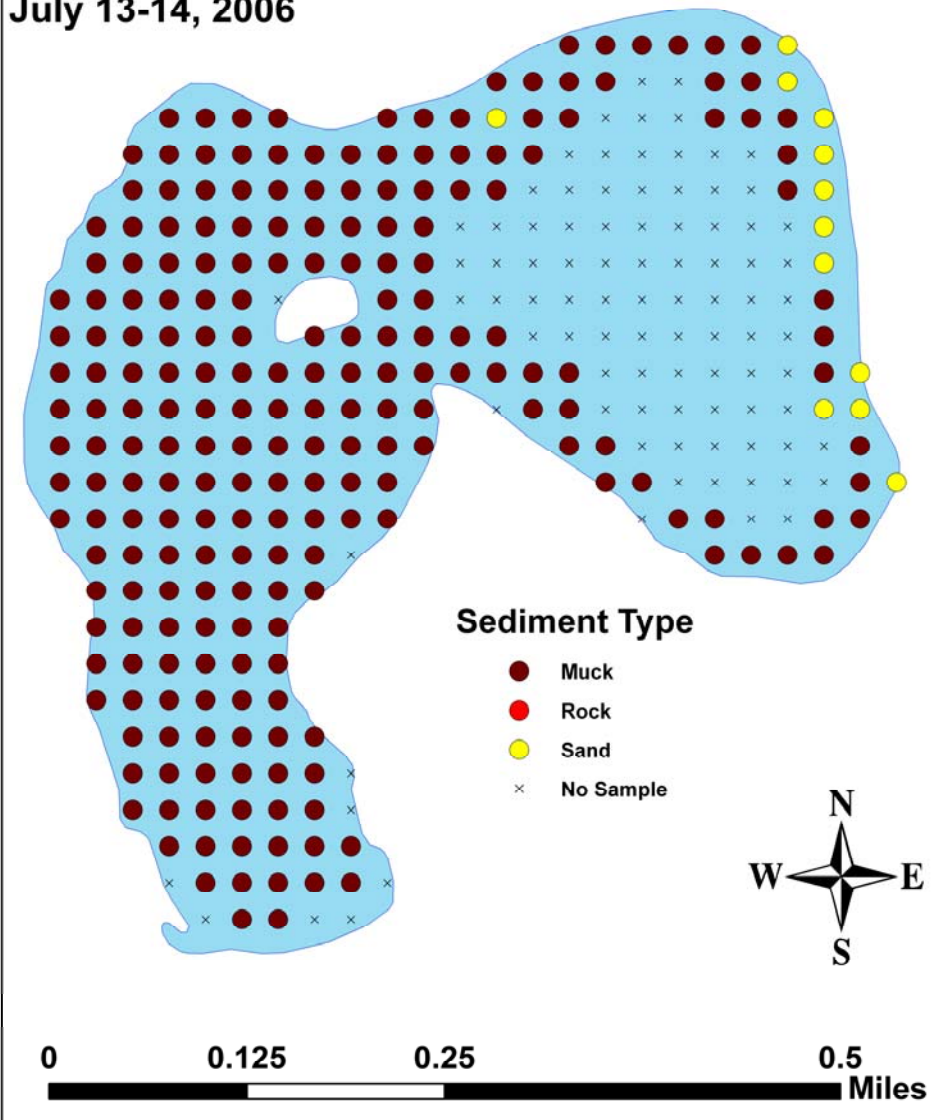 July 13-14, 2006
Sediment Type
Muck
Rock
Sand
No Sample
N
W E
S
0 0.125 0.25 0.5
Miles